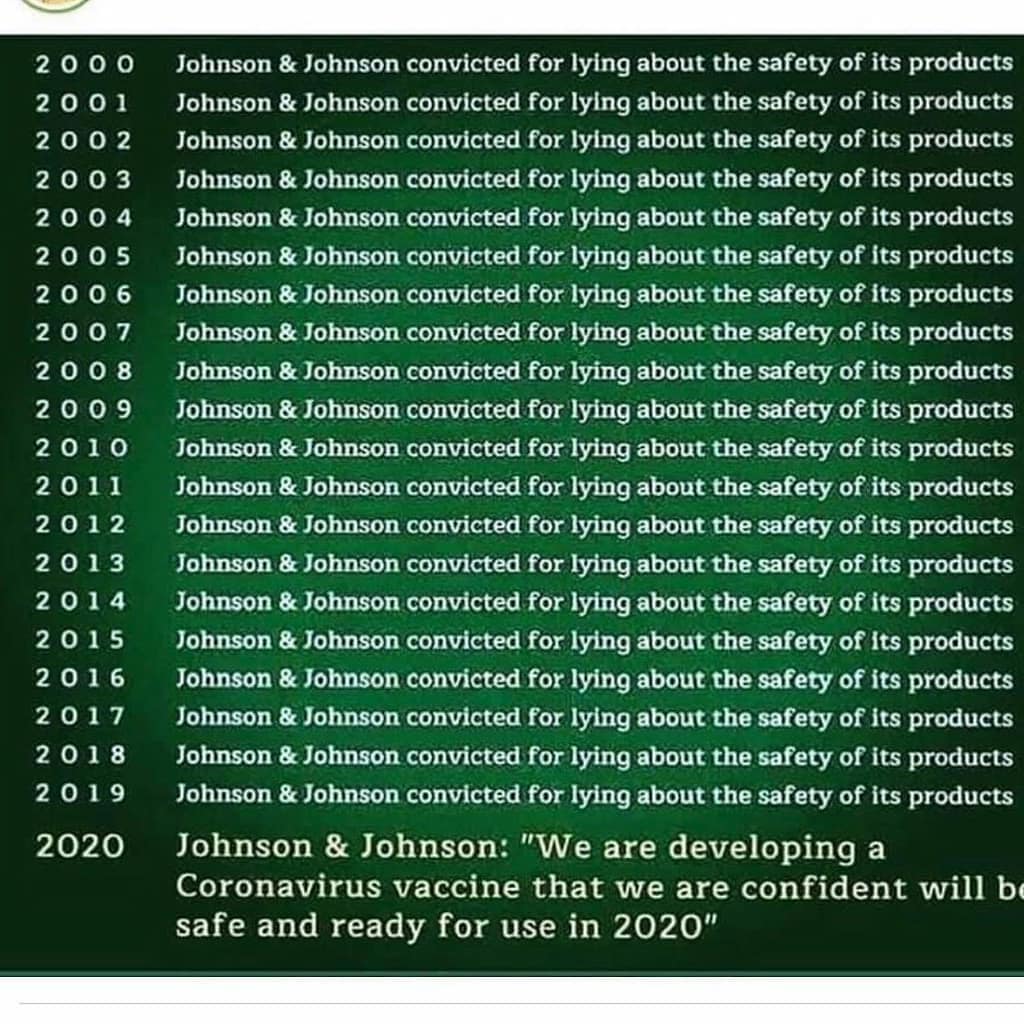 2000 Johnson & Johnson convicted for lying about the safety of its products
2001 Johnson & Johnson convicted for lying about the safety of its products
2002 Johnson & Johnson convicted for lying about the safety of its products
2003 Johnson & Johnson convicted for lying about the safety of its products
2004 Johnson & Johnson convicted for lying about the safety of its products
2005 Johnson & Johnson convicted for lying about the safety of its products
2006 Johnson & Johnson convicted for lying about the safety of its products
2007 Johnson & Johnson convicted for lying about the safety of its products
2008 Johnson & Johnson convicted for lying about the safety of its products
2009 Johnson & Johnson convicted for lying about the safety of its products
2010 Johnson & Johnson convicted for lying about the safety of its products
2011 Johnson & Johnson convicted for lying about the safety of its products
2012 Johnson & Johnson convicted for lying about the safety of its products
2013 Johnson & Johnson convicted for lying about the safety of its products
2014 Johnson & Johnson convicted for lying about the safety of its products
2015 Johnson & Johnson convicted for lying about the safety of its products
2016 Johnson & Johnson convicted for lying about the safety of its products
2017 Johnson & Johnson convicted for lying about the safety of its products
2018 Johnson & Johnson convicted for lying about the safety of its products
2019 Johnson & Johnson convicted for lying about the safety of its products
2020 Johnson & Johnson: "We are developing a
Coronavirus vaccine that we are confident will be
safe and ready for use in 2020"